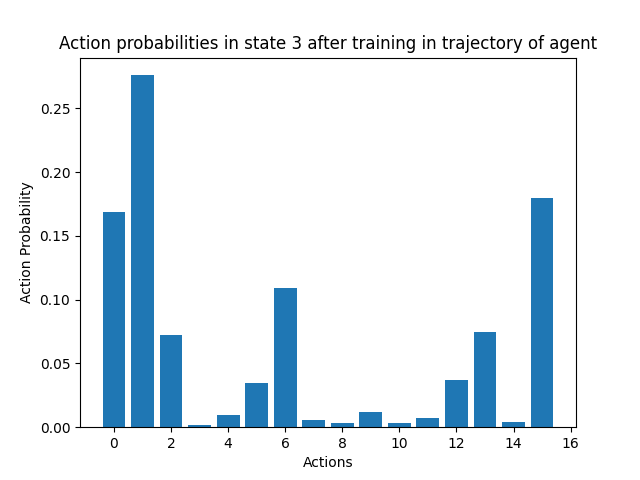 Action probabilities in state 3 after training in trajectory of agent
Action Probability
0.25
0.20
0.15
0.10
0.05
0.00
0 2 4 6 8 10 12 14 16
Actions